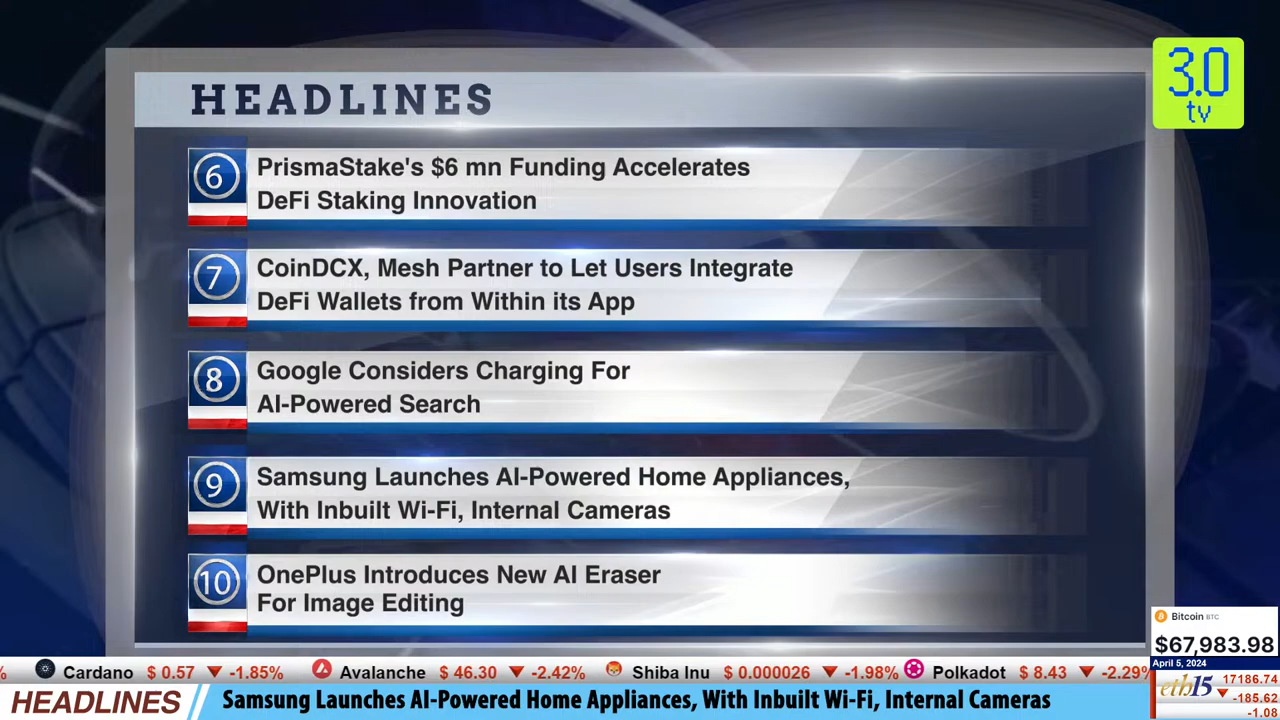 HEADLINES
3.0
tv
6
PrismaStake's $6 mn Funding Accelerates
DeFi Staking Innovation
7
CoinDCX, Mesh Partner to Let Users Integrate
DeFi Wallets from Within its App
8
Google Considers Charging For
AI-Powered Search
9
Samsung Launches AI-Powered Home Appliances,
With Inbuilt Wi-Fi, Internal Cameras
10
OnePlus Introduces New AI Eraser
For Image Editing
Bitcoin BTC
$67,983.98
April 5, 2024
% Cardano $ 0.57 -1.85% Avalanche $ 46.30 -2.42% Shiba Inu $ 0.000026 -1.98% Polkadot $ 8.43 -2.29%
eth15 17186.74
-185.62
-1.08
HEADLINES Samsung Launches AI-Powered Home Appliances, With Inbuilt Wi-Fi, Internal Cameras